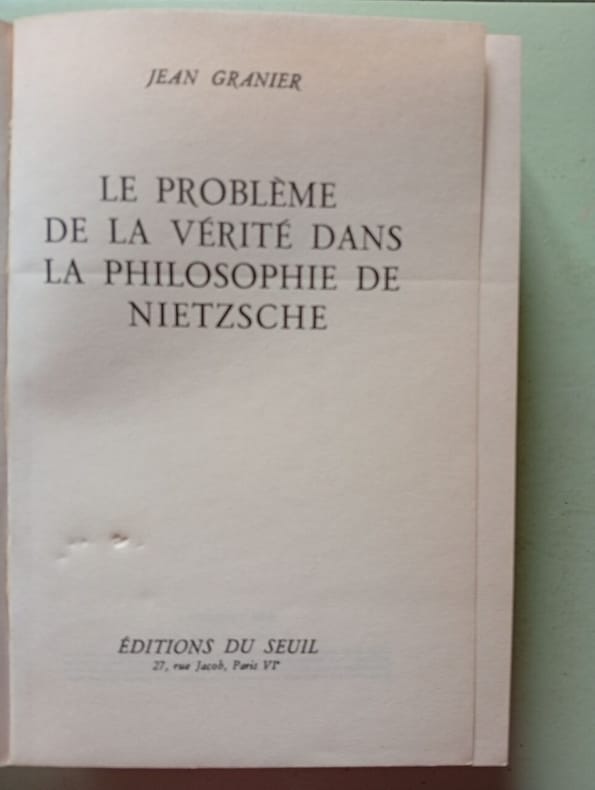 JEAN GRANIER
LE PROBLÈME
DE LA VÉRITÉ DANS
LA PHILOSOPHIE DE
NIETZSCHE
ÉDITIONS DU SEUIL
27, rue Jacob, Paris VIᵉ